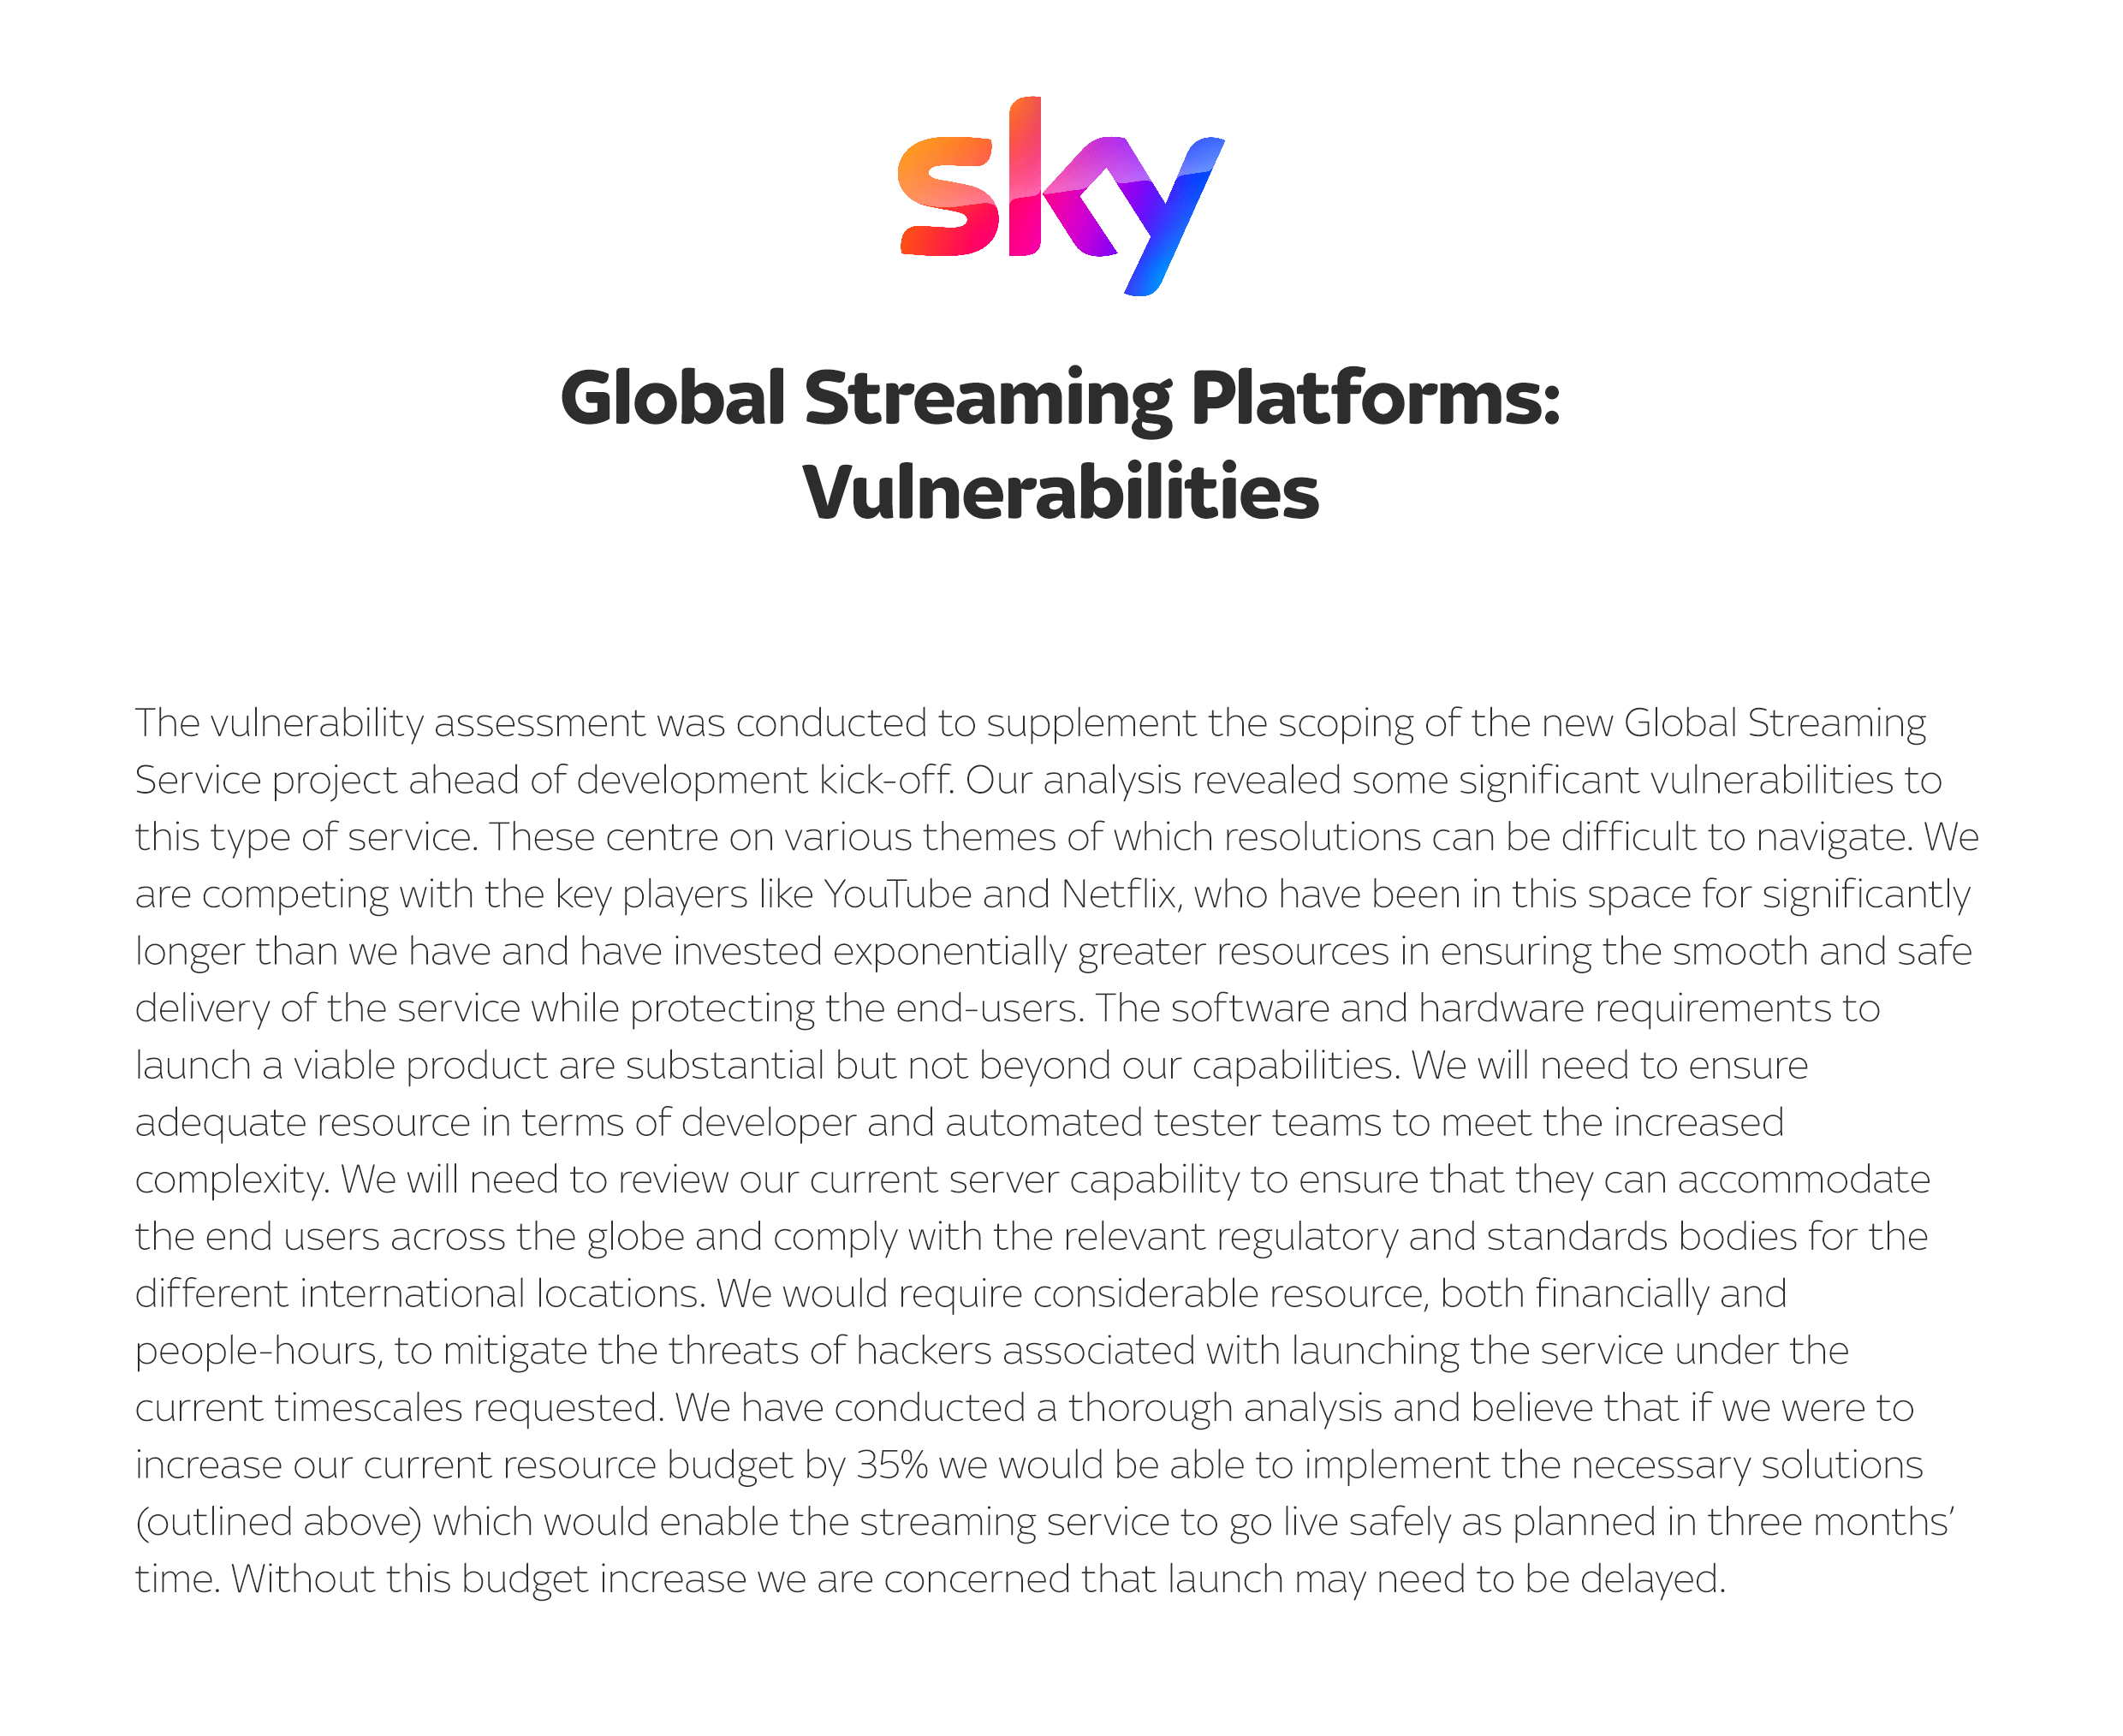 sky
Global Streaming Platforms:
Vulnerabilities
The vulnerability assessment was conducted to supplement the scoping of the new Global Streaming
Service project ahead of development kick-off. Our analysis revealed some significant vulnerabilities to
this type of service. These centre on various themes of which resolutions can be difficult to navigate. We
are competing with the key players like YouTube and Netflix, who have been in this space for significantly
longer than we have and have invested exponentially greater resources in ensuring the smooth and safe
delivery of the service while protecting the end-users. The software and hardware requirements to
launch a viable product are substantial but not beyond our capabilities. We will need to ensure
adequate resource in terms of developer and automated tester teams to meet the increased
complexity. We will need to review our current server capability to ensure that they can accommodate
the end users across the globe and comply with the relevant regulatory and standards bodies for the
different international locations. We would require considerable resource, both financially and
people-hours, to mitigate the threats of hackers associated with launching the service under the
current timescales requested. We have conducted a thorough analysis and believe that if we were to
increase our current resource budget by 35% we would be able to implement the necessary solutions
(outlined above) which would enable the streaming service to go live safely as planned in three months’
time. Without this budget increase we are concerned that launch may need to be delayed.